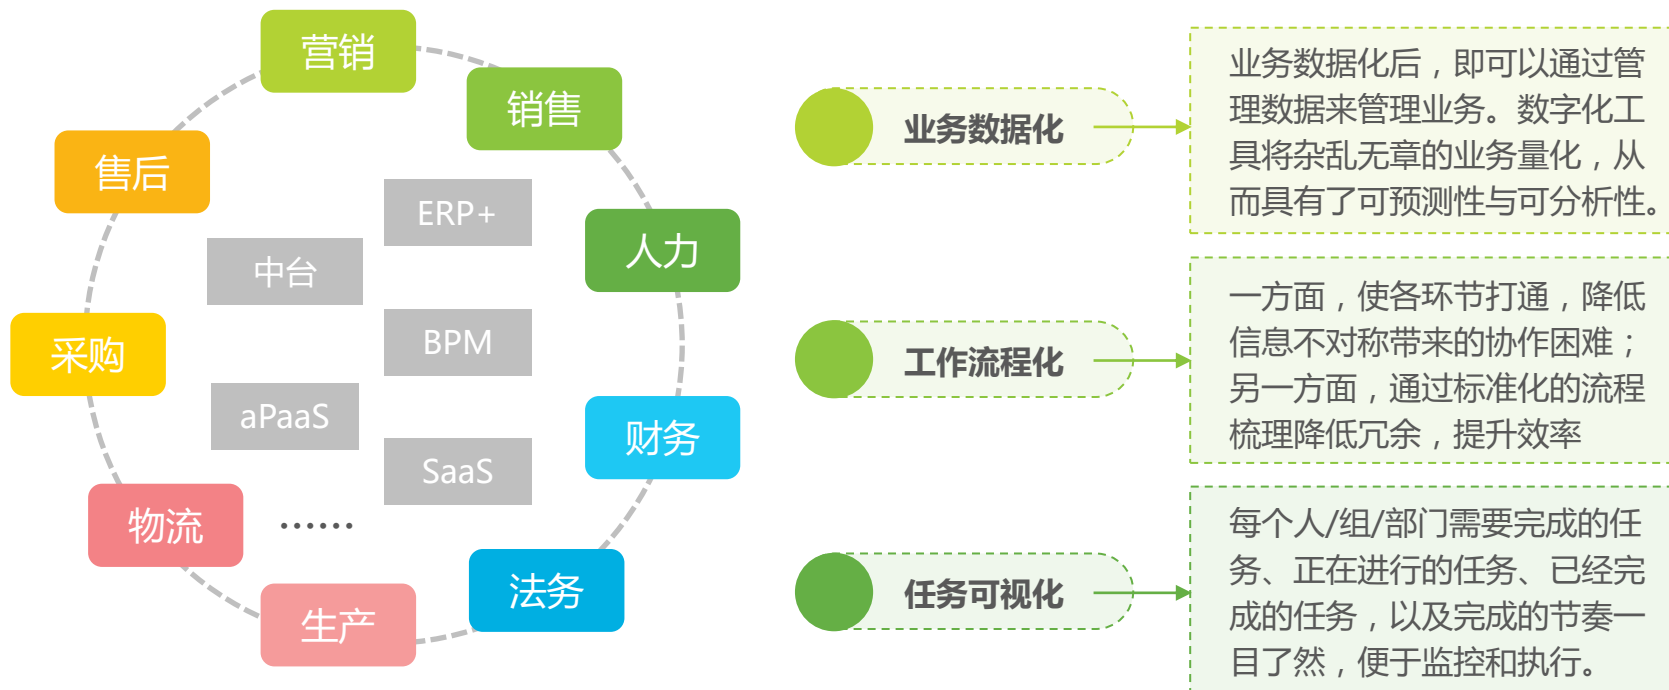 营销
销售
售后
ERP+
人力
中台
采购
BPM
aPaaS
财务
SaaS
物流
……
法务
生产
业务数据化
业务数据化后，即可以通过管
理数据来管理业务。数字化工
具将杂乱无章的业务量化，从
而具有了可预测性与可分析性。
工作流程化
一方面，使各环节打通，降低
信息不对称带来的协作困难；
另一方面，通过标准化的流程
梳理降低冗余，提升效率
任务可视化
每个人/组/部门需要完成的任
务、正在进行的任务、已经完
成的任务，以及完成的节奏一
目了然，便于监控和执行。